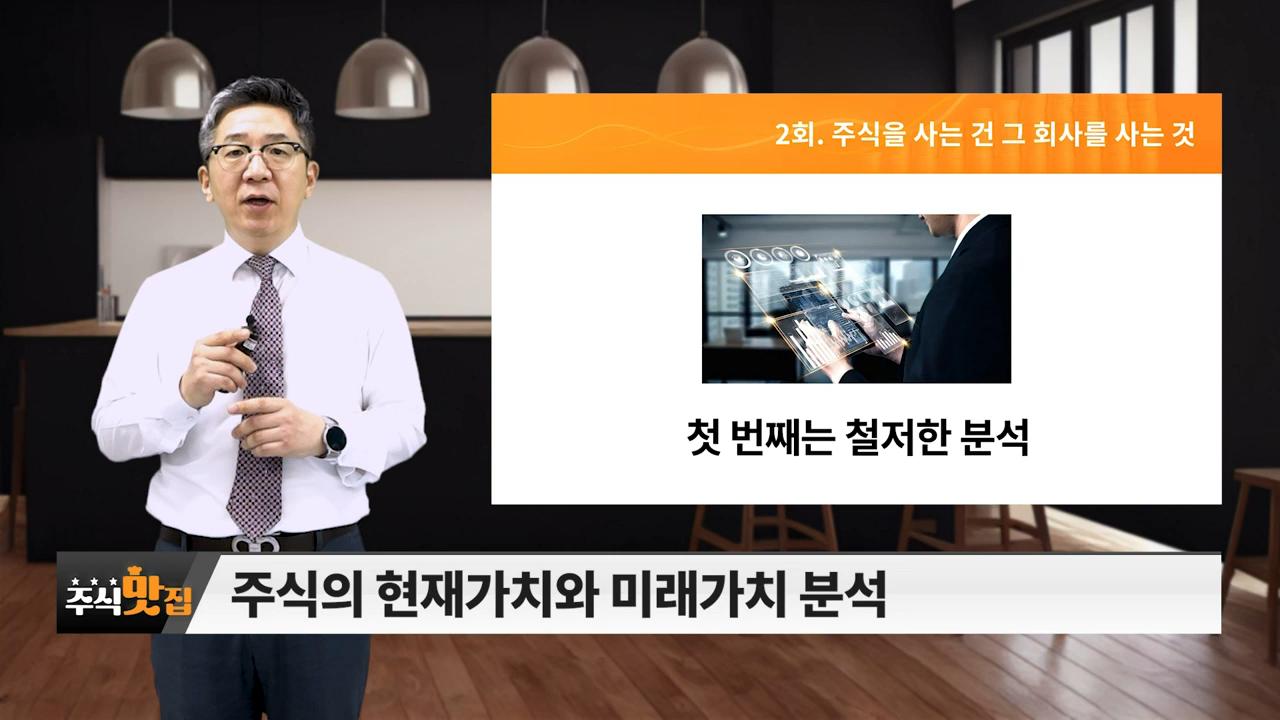 2회. 주식을 사는 건 그 회사를 사는 것
첫 번째는 철저한 분석
주식맛집
주식의 현재가치와 미래가치 분석